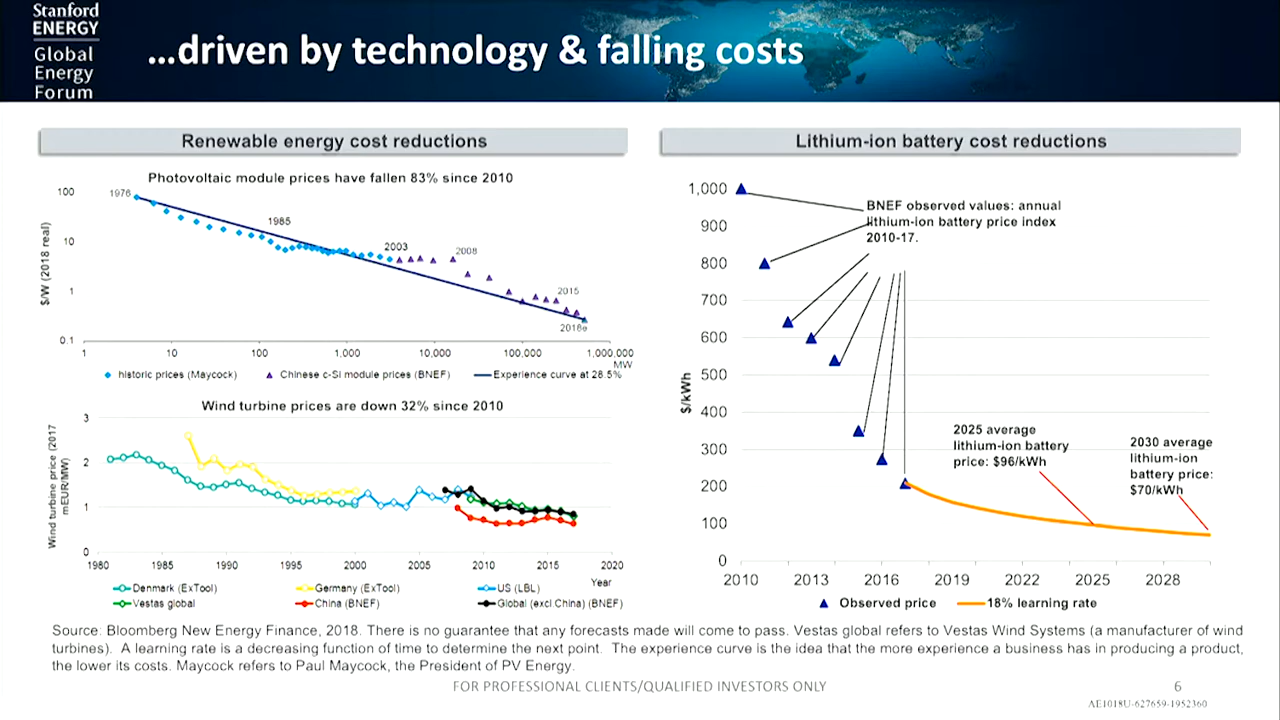 Stanford
ENERGY
Global
Energy
Forum
...driven by technology & falling costs
Renewable energy cost reductions
Photovoltaic module prices have fallen 83% since 2010
$/W (2018 real)
100
10
1
0.1
1976
1985
2003
2008
2015
2018e
1 10 100 1,000 10,000 100,000 1,000,000
MW
historic prices (Maycock) Chinese c-Si module prices (BNEF) Experience curve at 28.5%
Wind turbine prices are down 32% since 2010
Wind turbine price (2017
mEUR/MW)
3
2
1
0
1980 1985 1990 1995 2000 2005 2010 2015 2020
Year
Denmark (ExTool) Germany (ExTool) US (LBL)
Vestas global China (BNEF) Global (excl China) (BNEF)
Lithium-ion battery cost reductions
$/kWh
1,000
900
800
700
600
500
400
300
200
100
0
BNEF observed values: annual
lithium-ion battery price index
2010-17.
2025 average
lithium-ion battery
price: $96/kWh
2030 average
lithium-ion
battery price:
$70/kWh
2010 2013 2016 2019 2022 2025 2028
Observed price 18% learning rate
Source: Bloomberg New Energy Finance, 2018. There is no guarantee that any forecasts made will come to pass. Vestas global refers to Vestas Wind Systems (a manufacturer of wind
turbines). A learning rate is a decreasing function of time to determine the next point. The experience curve is the idea that the more experience a business has in producing a product,
the lower its costs. Maycock refers to Paul Maycock, the President of PV Energy.
FOR PROFESSIONAL CLIENTS/QUALIFIED INVESTORS ONLY
6
AE1018U-627659-1952360